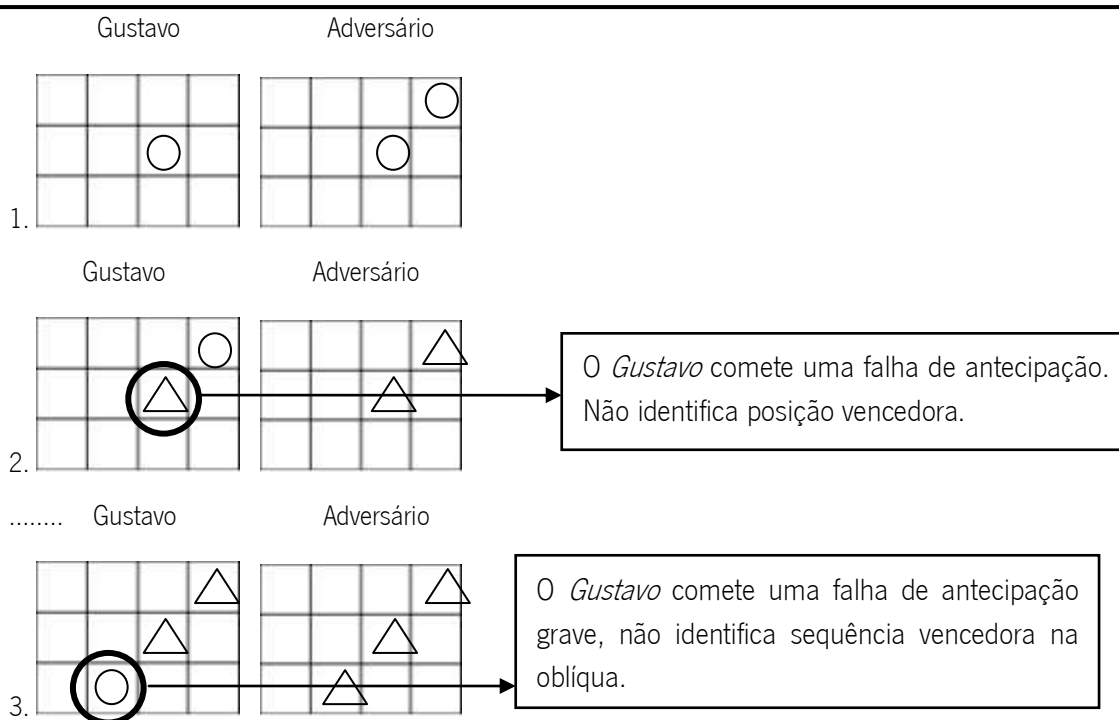 Gustavo Adversário
1.
Gustavo Adversário
O Gustavo comete uma falha de antecipação.
Não identifica posição vencedora.
2.
........ Gustavo Adversário
O Gustavo comete uma falha de antecipação
grave, não identifica sequência vencedora na
oblíqua.
3.